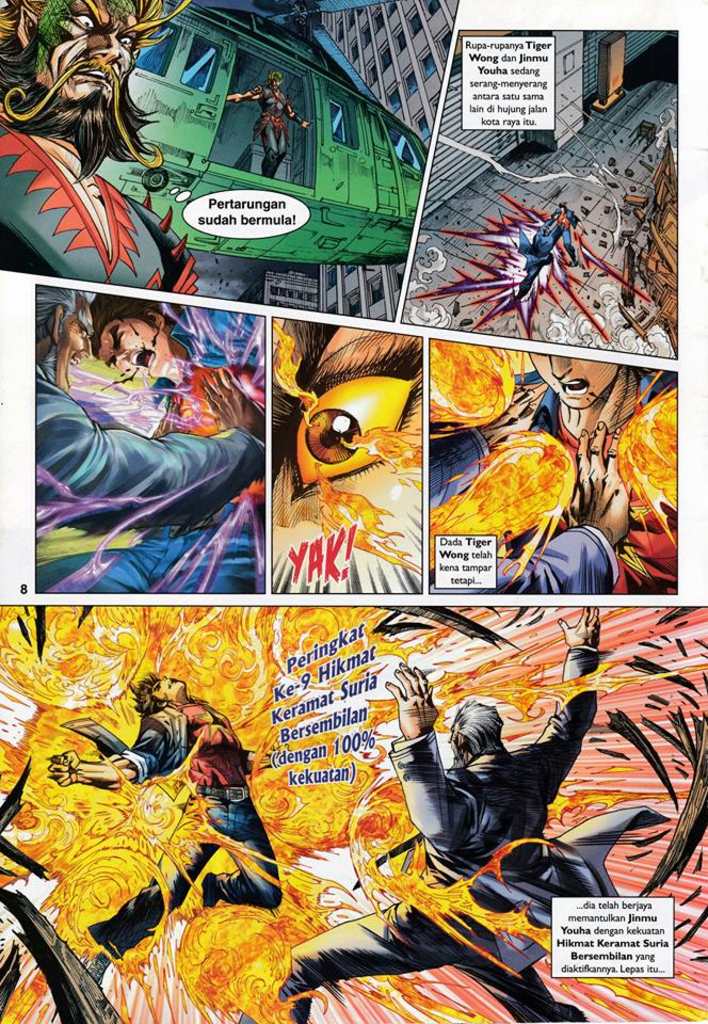 Pertarungan
sudah bermula!
Rupa-rupanya Tiger
Wong dan Jinmu
Youha sedang
serang-menyerang
antara satu sama
lain di hujung jalan
kota raya itu.
YAK!
Dada Tiger
Wong telah
kena tampar
tetapi...
8
Peringkat
Ke-9 Hikmat
Keramat Suria
Bersembilan
(dengan 100%
kekuatan)
...dia telah berjaya
memantulkan Jinmu
Youha dengan kekuatan
Hikmat Keramat Suria
Bersembilan yang
diaktifkannya. Lepas itu...